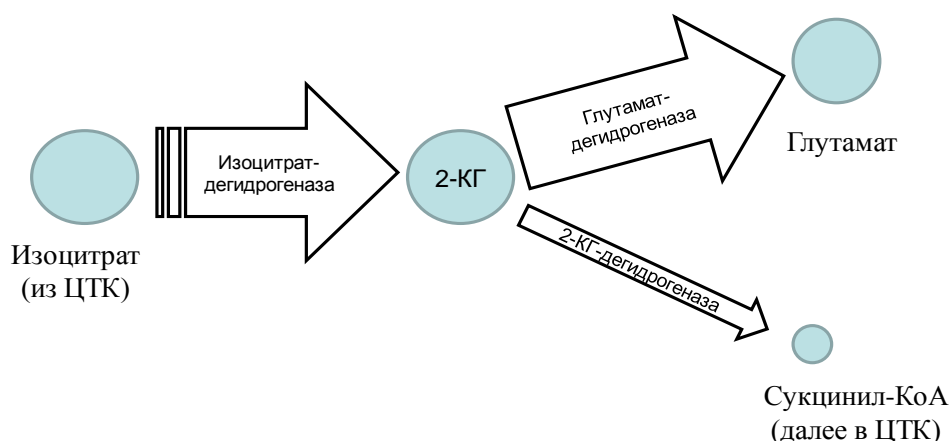 Изоцитрат
(из ЦТК)
Изоцитрат-
дегидрогеназа
2-КГ
Глутамат-
дегидрогеназа
Глутамат
2-КГ-дегидрогеназа
Сукцинил-КоА
(далее в ЦТК)